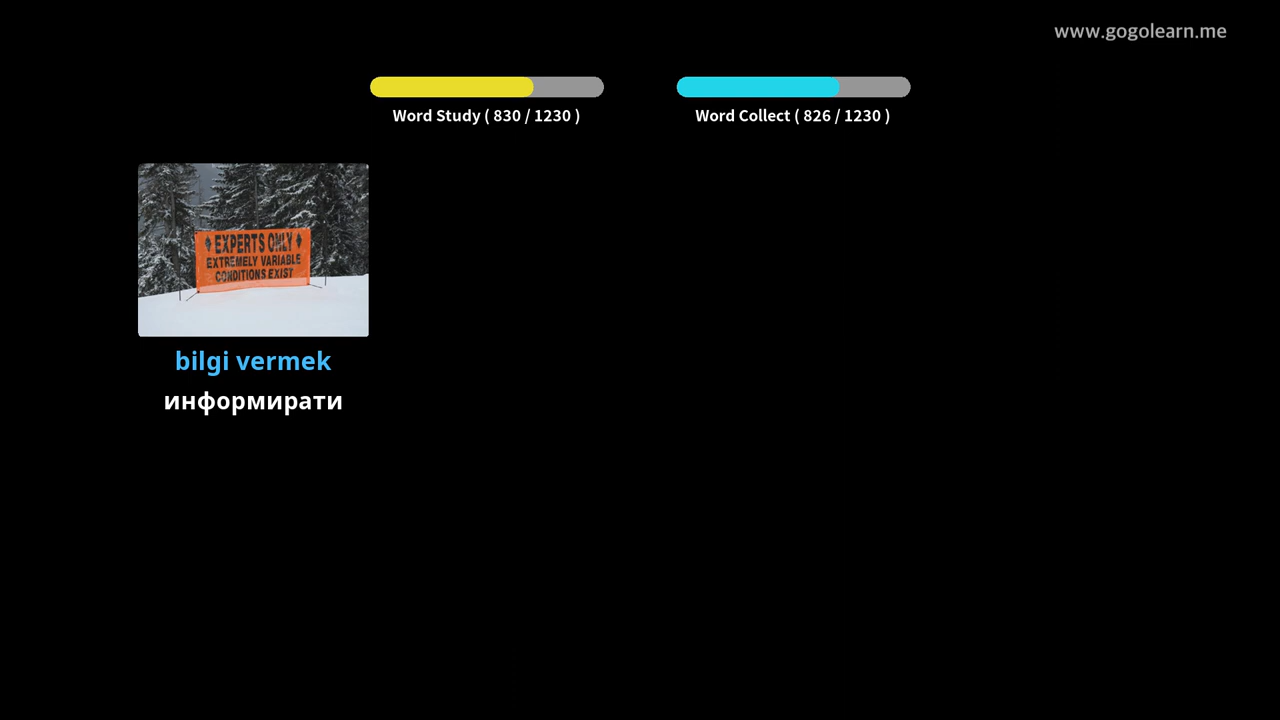 www.gogolearn.me
Word Study ( 830 / 1230 )
Word Collect ( 826 / 1230 )
EXPERTS ONLY
EXTREMELY VARIABLE
CONDITIONS EXIST
bilgi vermek
информирати